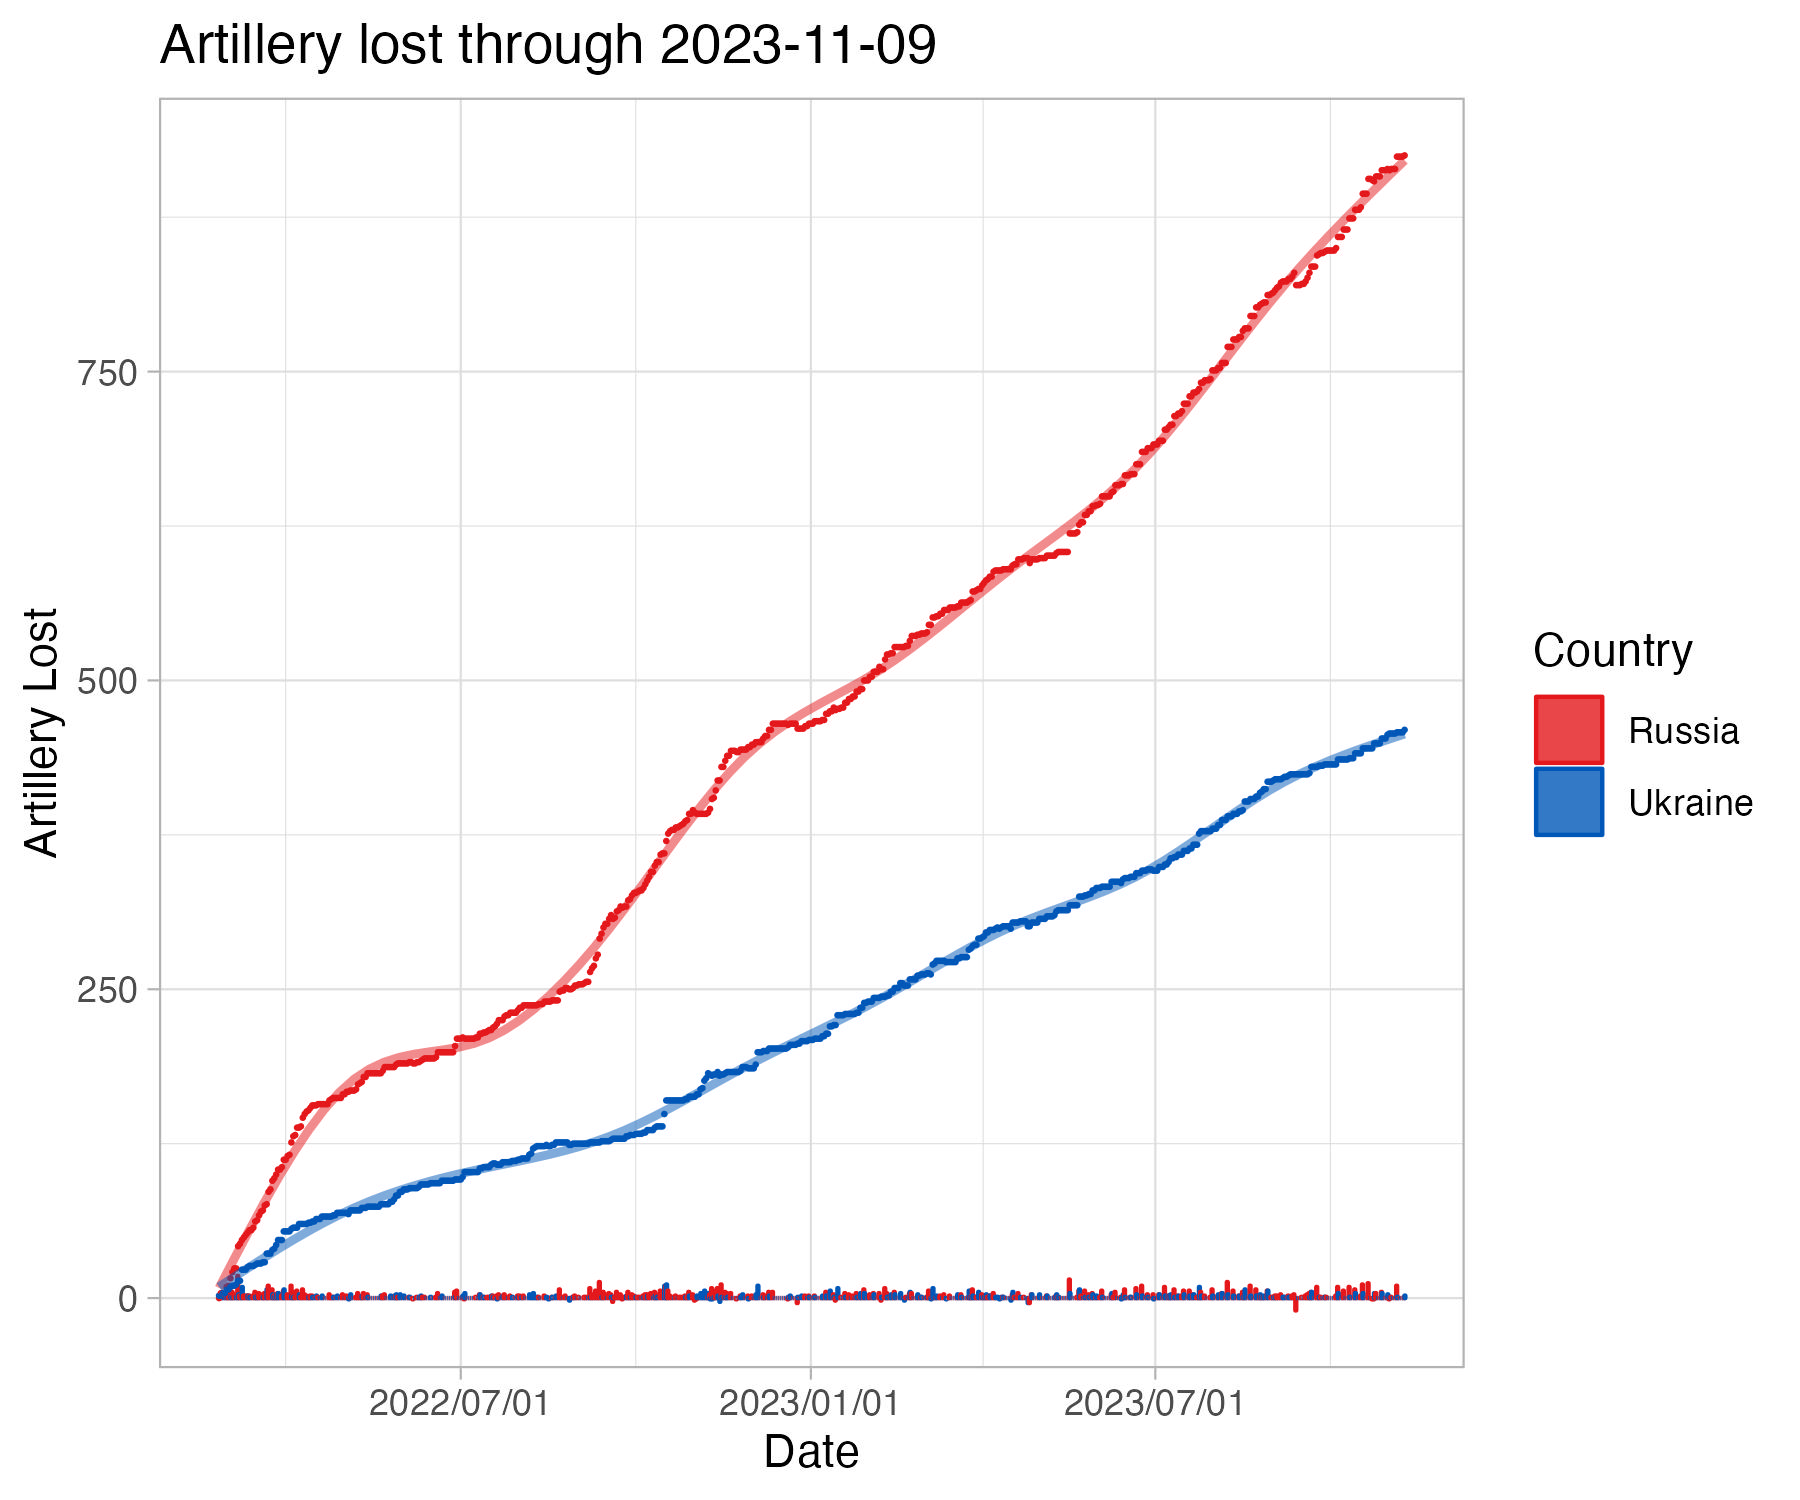 Artillery lost through 2023-11-09
Artillery Lost
750
500
250
0
2022/07/01
2023/01/01
2023/07/01
Date
Country
Russia
Ukraine